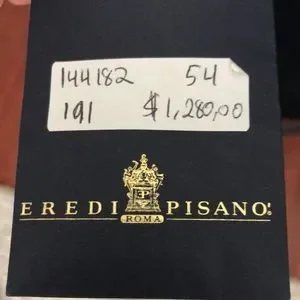 144182 54
191 $1,280,00
EREDI PISANO
ROMA